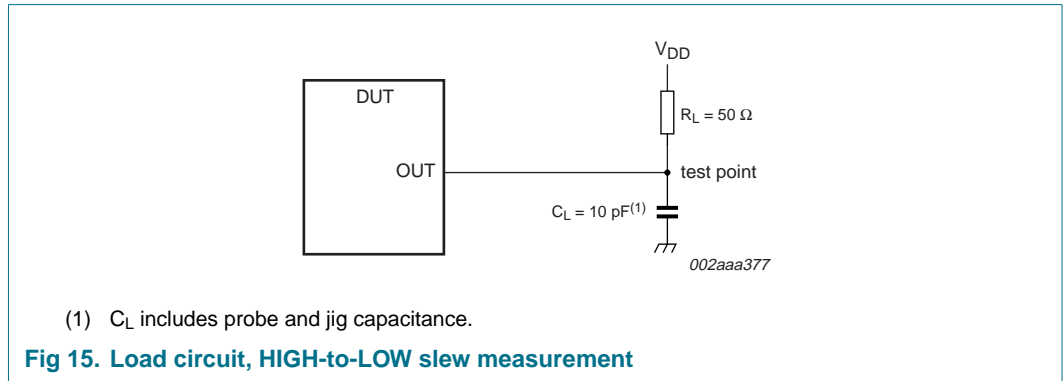 V_DD
DUT
R_L = 50 Ω
OUT
test point
C_L = 10 pF(1)
002aaa377
(1) C_L includes probe and jig capacitance.
Fig 15. Load circuit, HIGH-to-LOW slew measurement